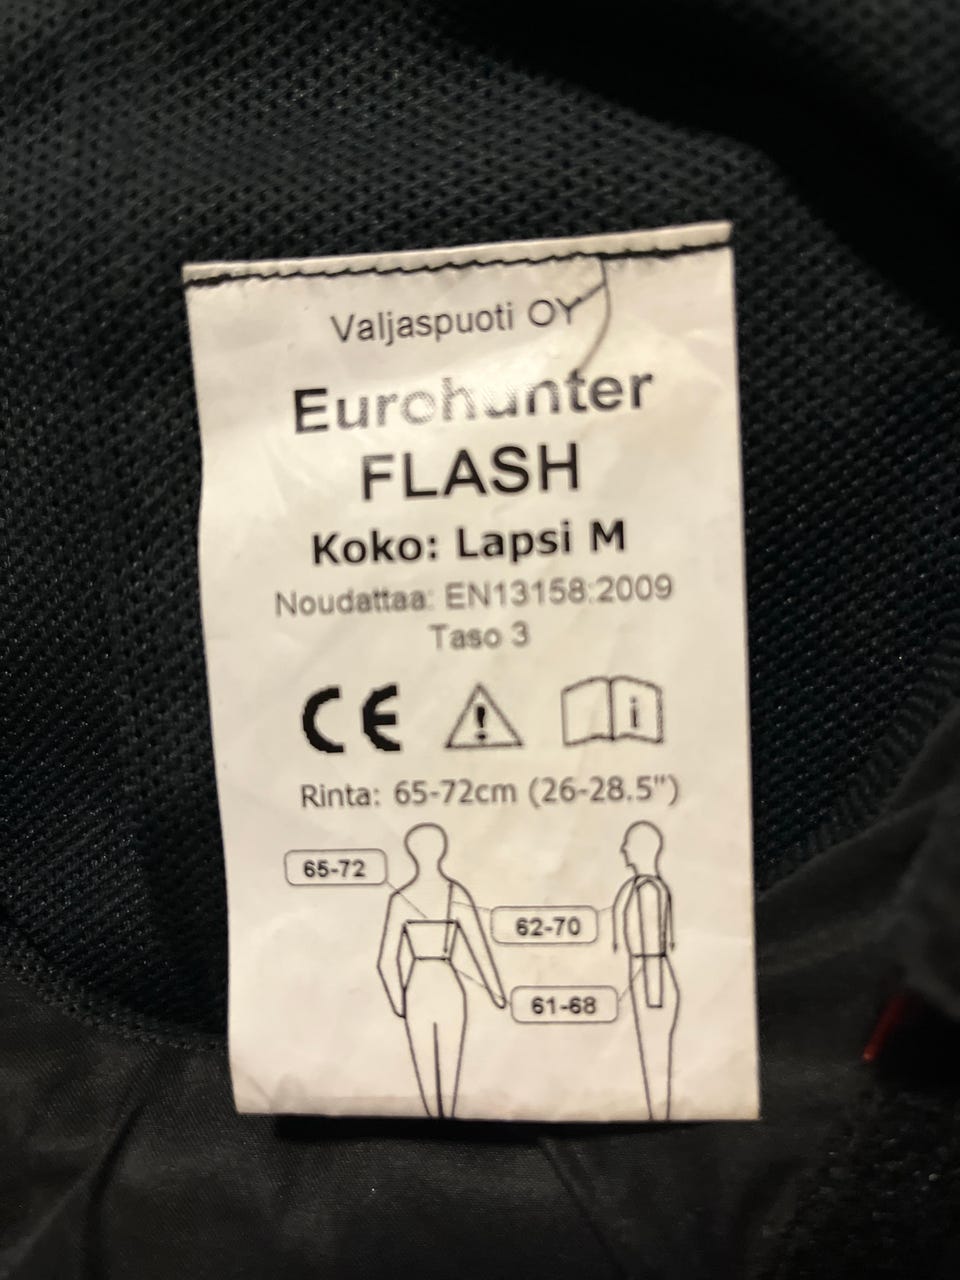 Valjaspuoti OY
Eurohunter
FLASH
Koko: Lapsi M
Noudattaa: EN13158:2009
Taso 3
CE
Rinta: 65-72cm (26-28.5")
65-72
62-70
61-68